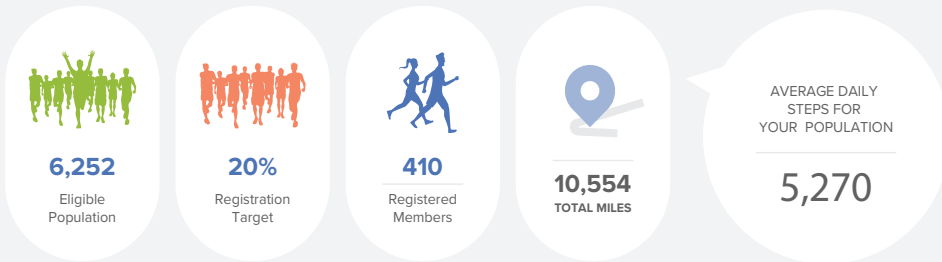 6,252
Eligible
Population
20%
Registration
Target
410
Registered
Members
10,554
TOTAL MILES
AVERAGE DAILY
STEPS FOR
YOUR POPULATION
5,270